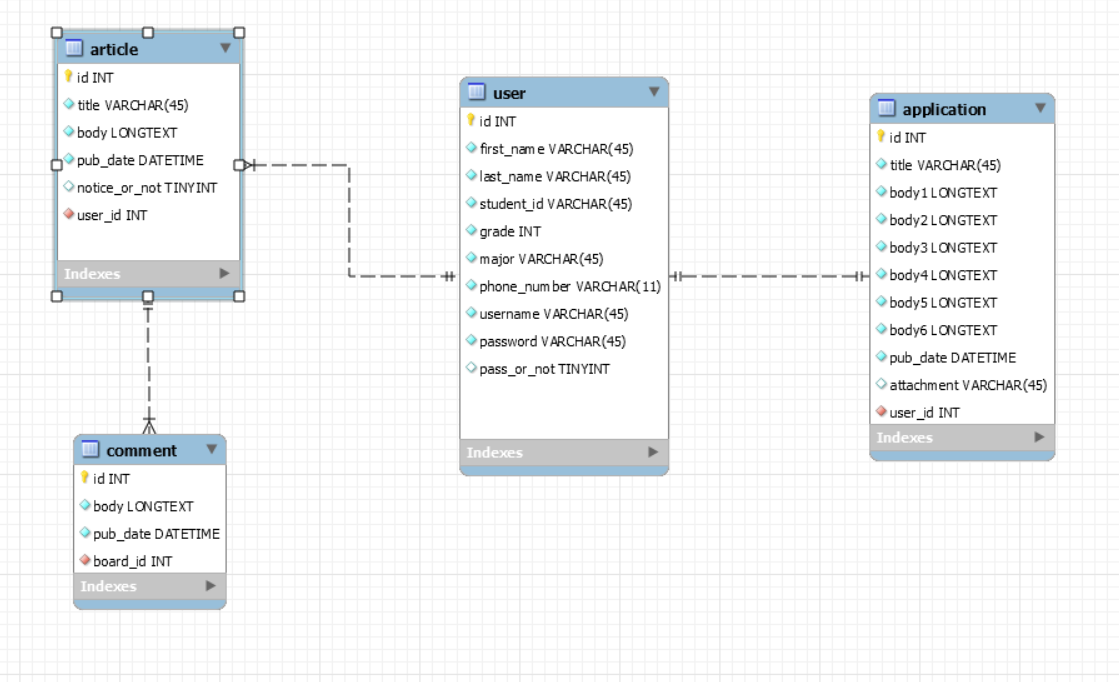 article
id INT
title VARCHAR(45)
body LONGTEXT
pub_date DATETIME
notice_or_not TINYINT
user_id INT
Indexes
user
id INT
first_name VARCHAR(45)
last_name VARCHAR(45)
student_id VARCHAR(45)
grade INT
major VARCHAR(45)
phone_number VARCHAR(11)
username VARCHAR(45)
password VARCHAR(45)
pass_or_not TINYINT
Indexes
application
id INT
title VARCHAR(45)
body1 LONGTEXT
body2 LONGTEXT
body3 LONGTEXT
body4 LONGTEXT
body5 LONGTEXT
body6 LONGTEXT
pub_date DATETIME
attachment VARCHAR(45)
user_id INT
Indexes
comment
id INT
body LONGTEXT
pub_date DATETIME
board_id INT
Indexes